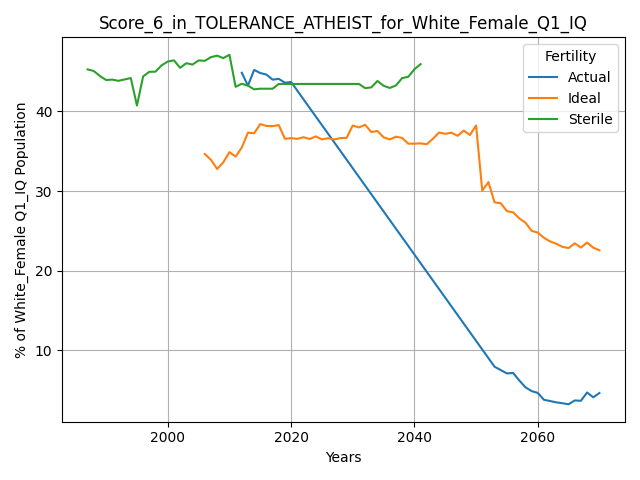 Score_6_in_TOLERANCE_ATHEIST_for_White_Female_Q1_IQ
Fertility
Actual
Ideal
Sterile
% of White_Female Q1_IQ Population
40
30
20
10
2000
2020
2040
2060
Years